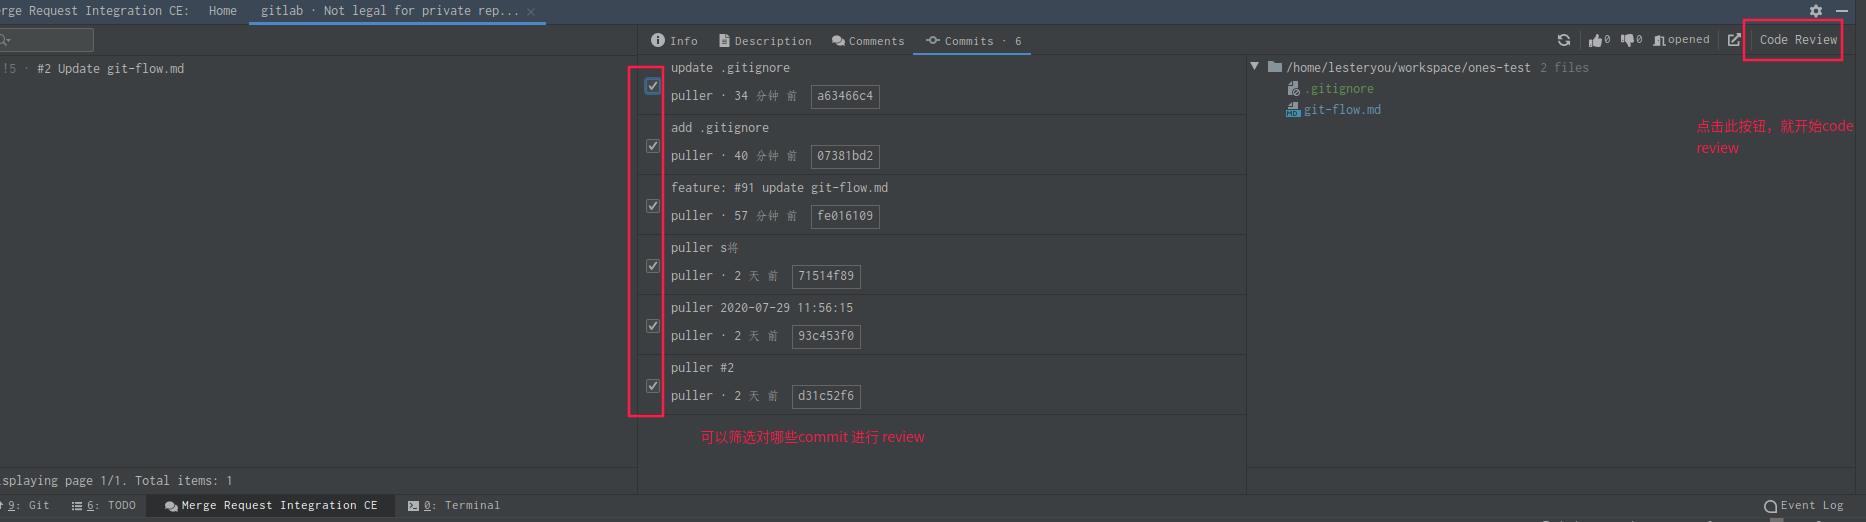 rge Request Integration CE: Home gitlab · Not legal for private rep... ×
Info Description Comments Commits · 6 0 0 opened Code Review
!5 · #2 Update git-flow.md
update .gitignore
puller · 34 分钟 前 a63466c4
add .gitignore
puller · 40 分钟 前 07381bd2
feature: #91 update git-flow.md
puller · 57 分钟 前 fe016109
puller s将
puller · 2 天 前 71514f89
puller 2020-07-29 11:56:15
puller · 2 天 前 93c453f0
puller #2
puller · 2 天 前 d31c52f6
可以筛选对哪些commit 进行 review
/home/lesteryou/workspace/ones-test 2 files
.gitignore
MD git-flow.md
点击此按钮，就开始code
review
splaying page 1/1. Total items: 1
9: Git 6: TODO Merge Request Integration CE 0: Terminal Event Log